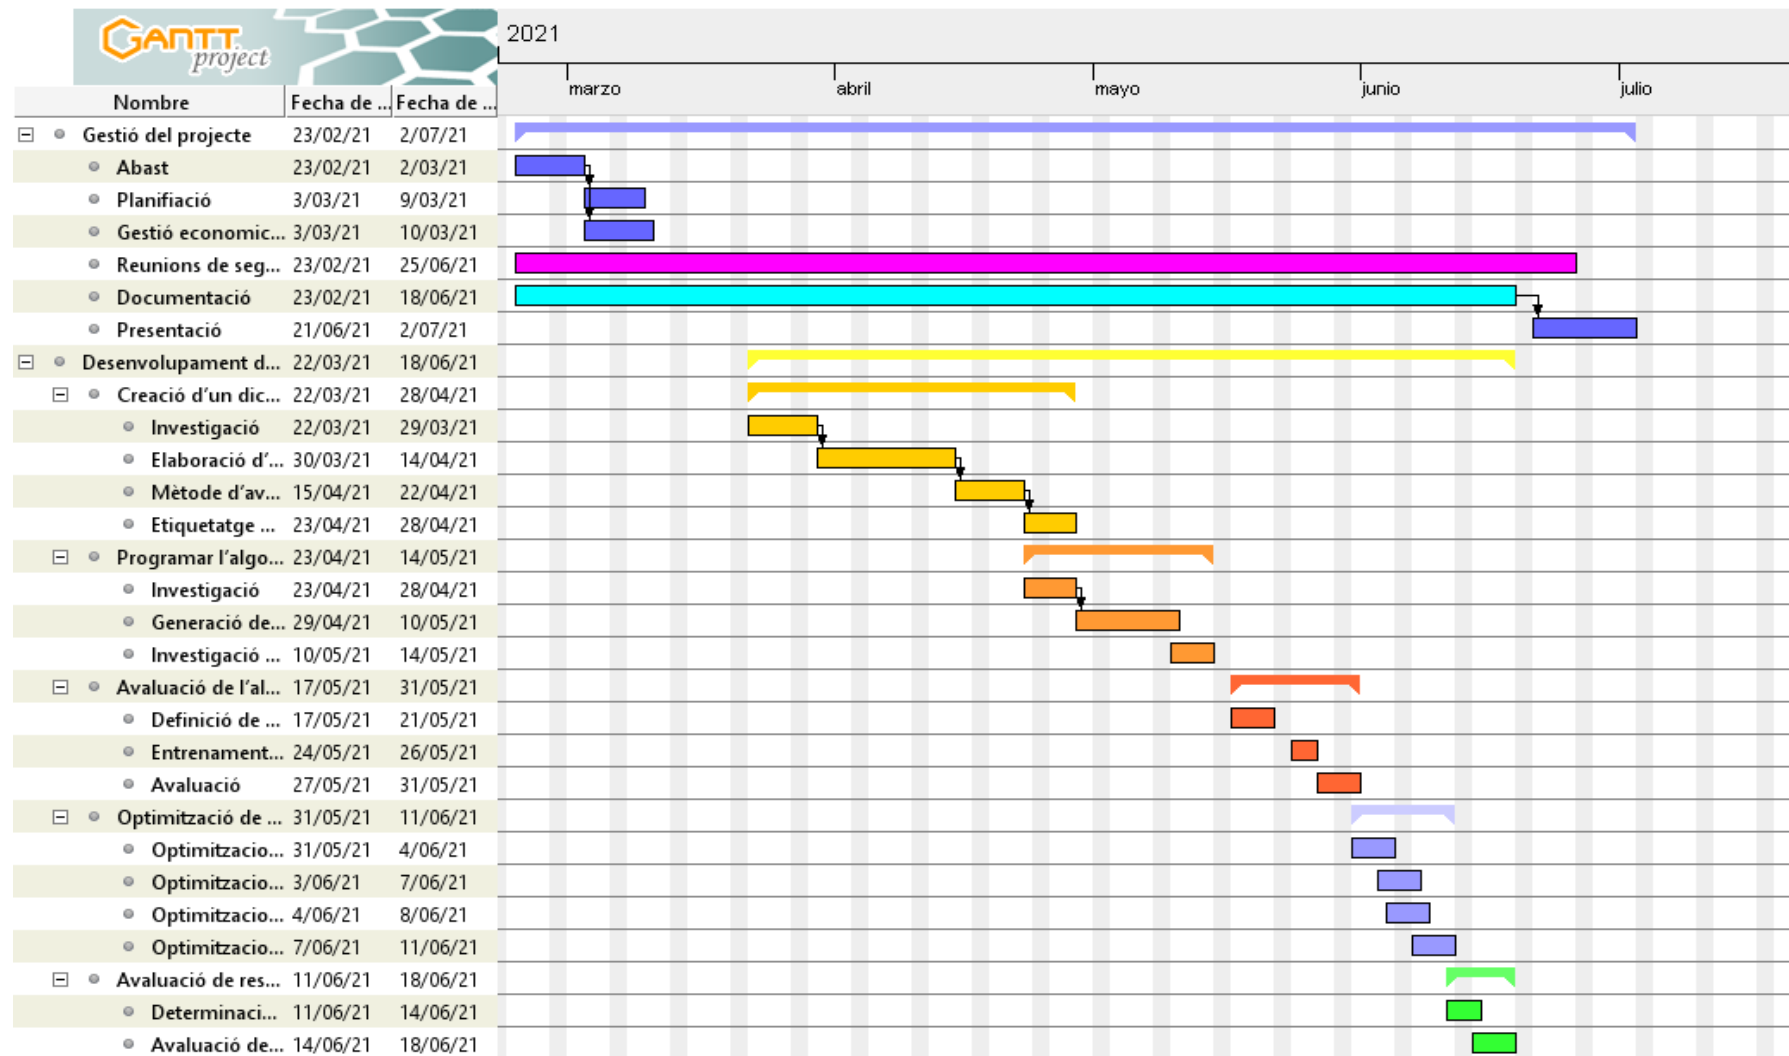 GANTT
project
2021
marzo abril mayo junio julio
Nombre Fecha de ... Fecha de ...
Gestió del projecte 23/02/21 2/07/21
Abast 23/02/21 2/03/21
Planifiació 3/03/21 9/03/21
Gestió economic... 3/03/21 10/03/21
Reunions de seg... 23/02/21 25/06/21
Documentació 23/02/21 18/06/21
Presentació 21/06/21 2/07/21
Desenvolupament d... 22/03/21 18/06/21
Creació d'un dic... 22/03/21 28/04/21
Investigació 22/03/21 29/03/21
Elaboració d'... 30/03/21 14/04/21
Mètode d'av... 15/04/21 22/04/21
Etiquetatge ... 23/04/21 28/04/21
Programar l'algo... 23/04/21 14/05/21
Investigació 23/04/21 28/04/21
Generació de... 29/04/21 10/05/21
Investigació ... 10/05/21 14/05/21
Avaluació de l'al... 17/05/21 31/05/21
Definició de ... 17/05/21 21/05/21
Entrenament... 24/05/21 26/05/21
Avaluació 27/05/21 31/05/21
Optimització de ... 31/05/21 11/06/21
Optimitzacio... 31/05/21 4/06/21
Optimitzacio... 3/06/21 7/06/21
Optimitzacio... 4/06/21 8/06/21
Optimitzacio... 7/06/21 11/06/21
Avaluació de res... 11/06/21 18/06/21
Determinaci... 11/06/21 14/06/21
Avaluació de... 14/06/21 18/06/21